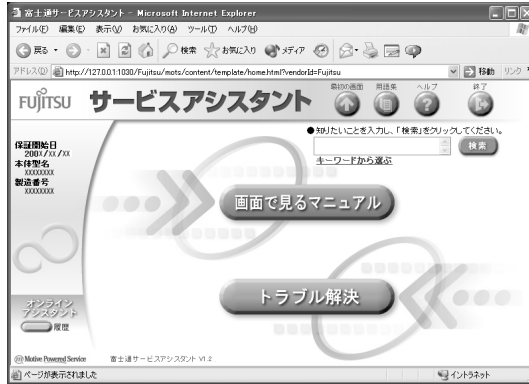 富士通サービスアシスタント - Microsoft Internet Explorer
ファイル(F) 編集(E) 表示(V) お気に入り(A) ツール(T) ヘルプ(H)
戻る 検索 お気に入り メディア
アドレス(D) http://127.0.0.1:1030/Fujitsu/mots/content/template/home.html?vendorId=Fujitsu 移動 リンク
FUJITSU サービスアシスタント 最初の画面 用語集 ヘルプ 終了
●知りたいことを入力し、「検索」をクリックしてください。
検索
キーワードから選ぶ
保証開始日
200X/XX/XX
本体型名
XXXXXXXX
製造番号
XXXXXXXX
画面で見るマニュアル
トラブル解決
オンライン
アシスタント
履歴
Motive Powered Service 富士通サービスアシスタント V1.2
ページが表示されました イントラネット